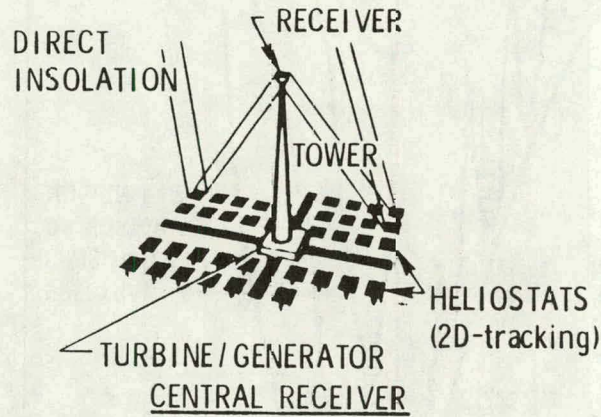 RECEIVER
DIRECT
INSOLATION
TOWER
HELIOSTATS
(2D-tracking)
TURBINE/GENERATOR
CENTRAL RECEIVER